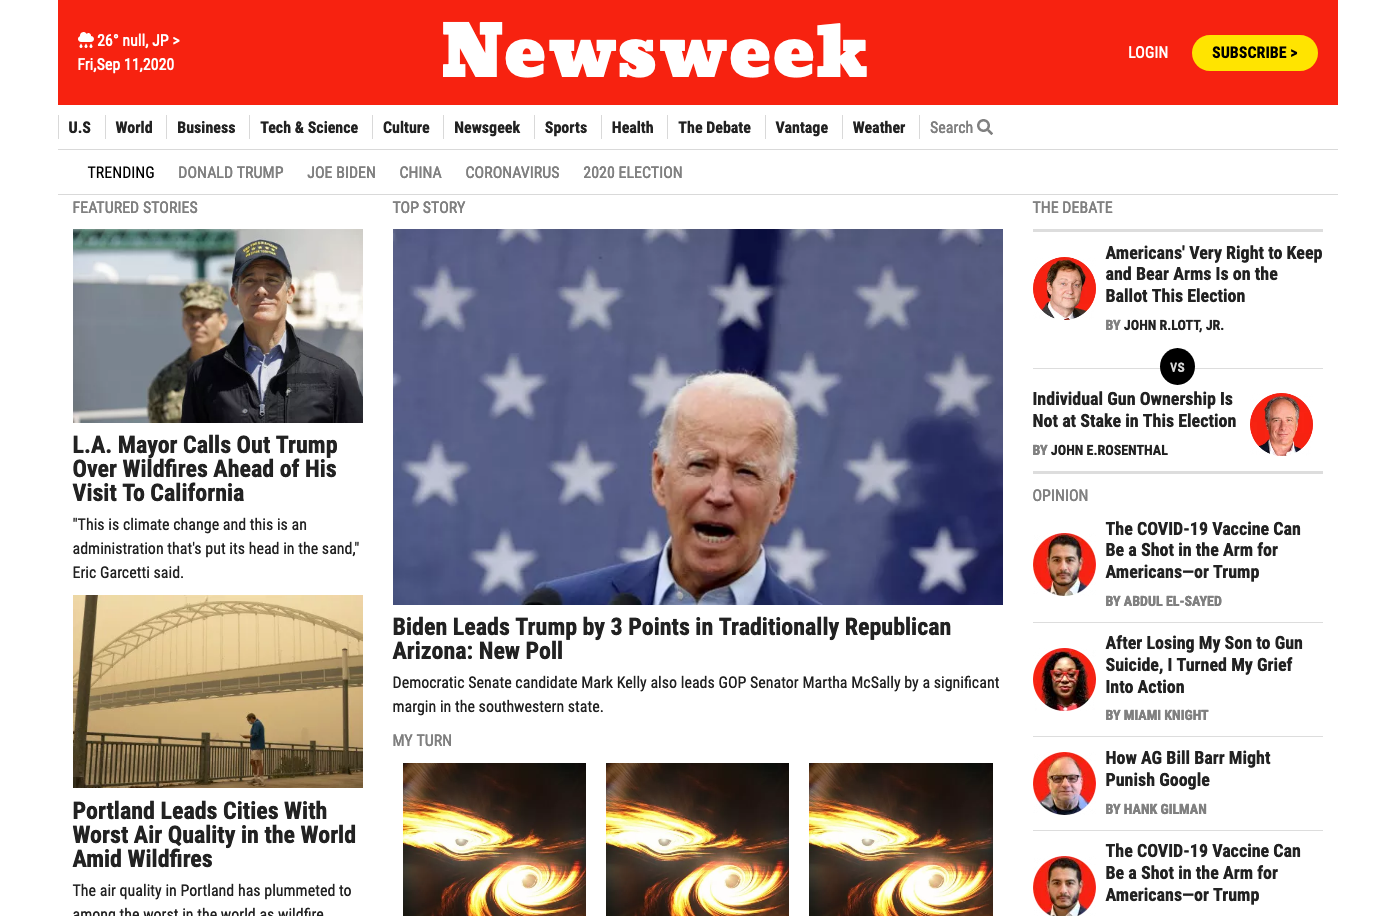 26° null, JP >
Fri,Sep 11,2020
Newsweek
LOGIN
SUBSCRIBE >
U.S
World
Business
Tech & Science
Culture
Newsgeek
Sports
Health
The Debate
Vantage
Weather
Search
TRENDING
DONALD TRUMP
JOE BIDEN
CHINA
CORONAVIRUS
2020 ELECTION
FEATURED STORIES
L.A. Mayor Calls Out Trump
Over Wildfires Ahead of His
Visit To California
"This is climate change and this is an
administration that's put its head in the sand,"
Eric Garcetti said.
Portland Leads Cities With
Worst Air Quality in the World
Amid Wildfires
The air quality in Portland has plummeted to
among the worst in the world as wildfire
TOP STORY
Biden Leads Trump by 3 Points in Traditionally Republican
Arizona: New Poll
Democratic Senate candidate Mark Kelly also leads GOP Senator Martha McSally by a significant
margin in the southwestern state.
MY TURN
THE DEBATE
Americans' Very Right to Keep
and Bear Arms Is on the
Ballot This Election
BY JOHN R.LOTT, JR.
VS
Individual Gun Ownership Is
Not at Stake in This Election
BY JOHN E.ROSENTHAL
OPINION
The COVID-19 Vaccine Can
Be a Shot in the Arm for
Americans—or Trump
BY ABDUL EL-SAYED
After Losing My Son to Gun
Suicide, I Turned My Grief
Into Action
BY MIAMI KNIGHT
How AG Bill Barr Might
Punish Google
BY HANK GILMAN
The COVID-19 Vaccine Can
Be a Shot in the Arm for
Americans—or Trump